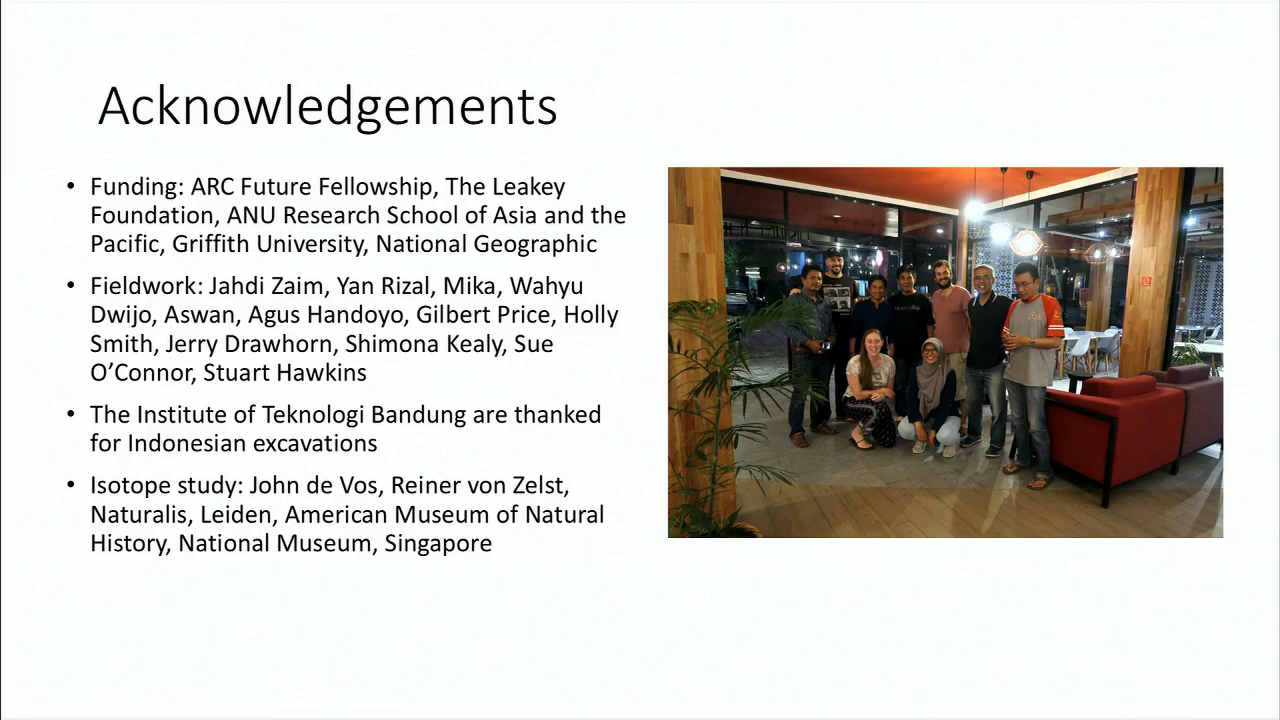 Acknowledgements
• Funding: ARC Future Fellowship, The Leakey
Foundation, ANU Research School of Asia and the
Pacific, Griffith University, National Geographic
• Fieldwork: Jahdi Zaim, Yan Rizal, Mika, Wahyu
Dwijo, Aswan, Agus Handoyo, Gilbert Price, Holly
Smith, Jerry Drawhorn, Shimona Kealy, Sue
O’Connor, Stuart Hawkins
• The Institute of Teknologi Bandung are thanked
for Indonesian excavations
• Isotope study: John de Vos, Reiner von Zelst,
Naturalis, Leiden, American Museum of Natural
History, National Museum, Singapore